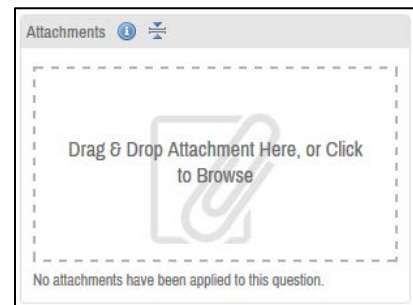 Attachments
Drag & Drop Attachment Here, or Click
to Browse
No attachments have been applied to this question.